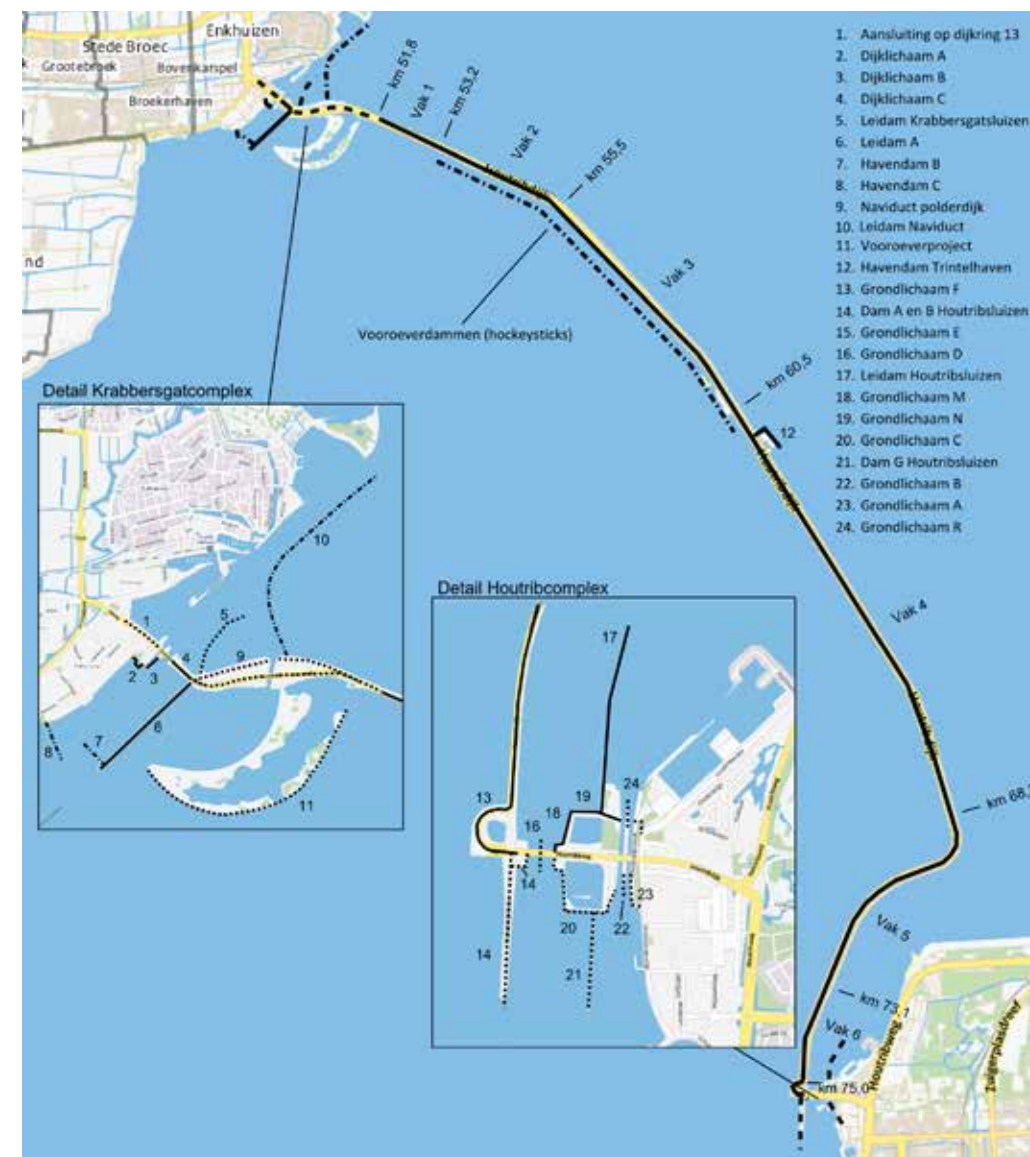 Enkhuizen
Stede Broec
Grootebroek
Bovenkarspel
Broekerhaven
nd
km 51,8
Vak 1
km 53,2
Vak 2
km 55,5
Vak 3
Vooroeverdammen (hockeysticks)
km 60,5
12
Vak 4
km 68,
Vak 5
km 73,1
Vak 6
km 75,0
Houtribweg
Zuigerplasdreef
1. Aansluiting op dijkring 13
2. Dijklichaam A
3. Dijklichaam B
4. Dijklichaam C
5. Leidam Krabbersgatsluizen
6. Leidam A
7. Havendam B
8. Havendam C
9. Naviduct polderdijk
10. Leidam Naviduct
11. Vooroeverproject
12. Havendam Trintelhaven
13. Grondlichaam F
14. Dam A en B Houtribsluizen
15. Grondlichaam E
16. Grondlichaam D
17. Leidam Houtribsluizen
18. Grondlichaam M
19. Grondlichaam N
20. Grondlichaam C
21. Dam G Houtribsluizen
22. Grondlichaam B
23. Grondlichaam A
24. Grondlichaam R
Detail Krabbersgatcomplex
10
1
5
4
9
2
3
6
7
8
11
Detail Houtribcomplex
17
13
24
19
18
16
14
23
20
22
14
21